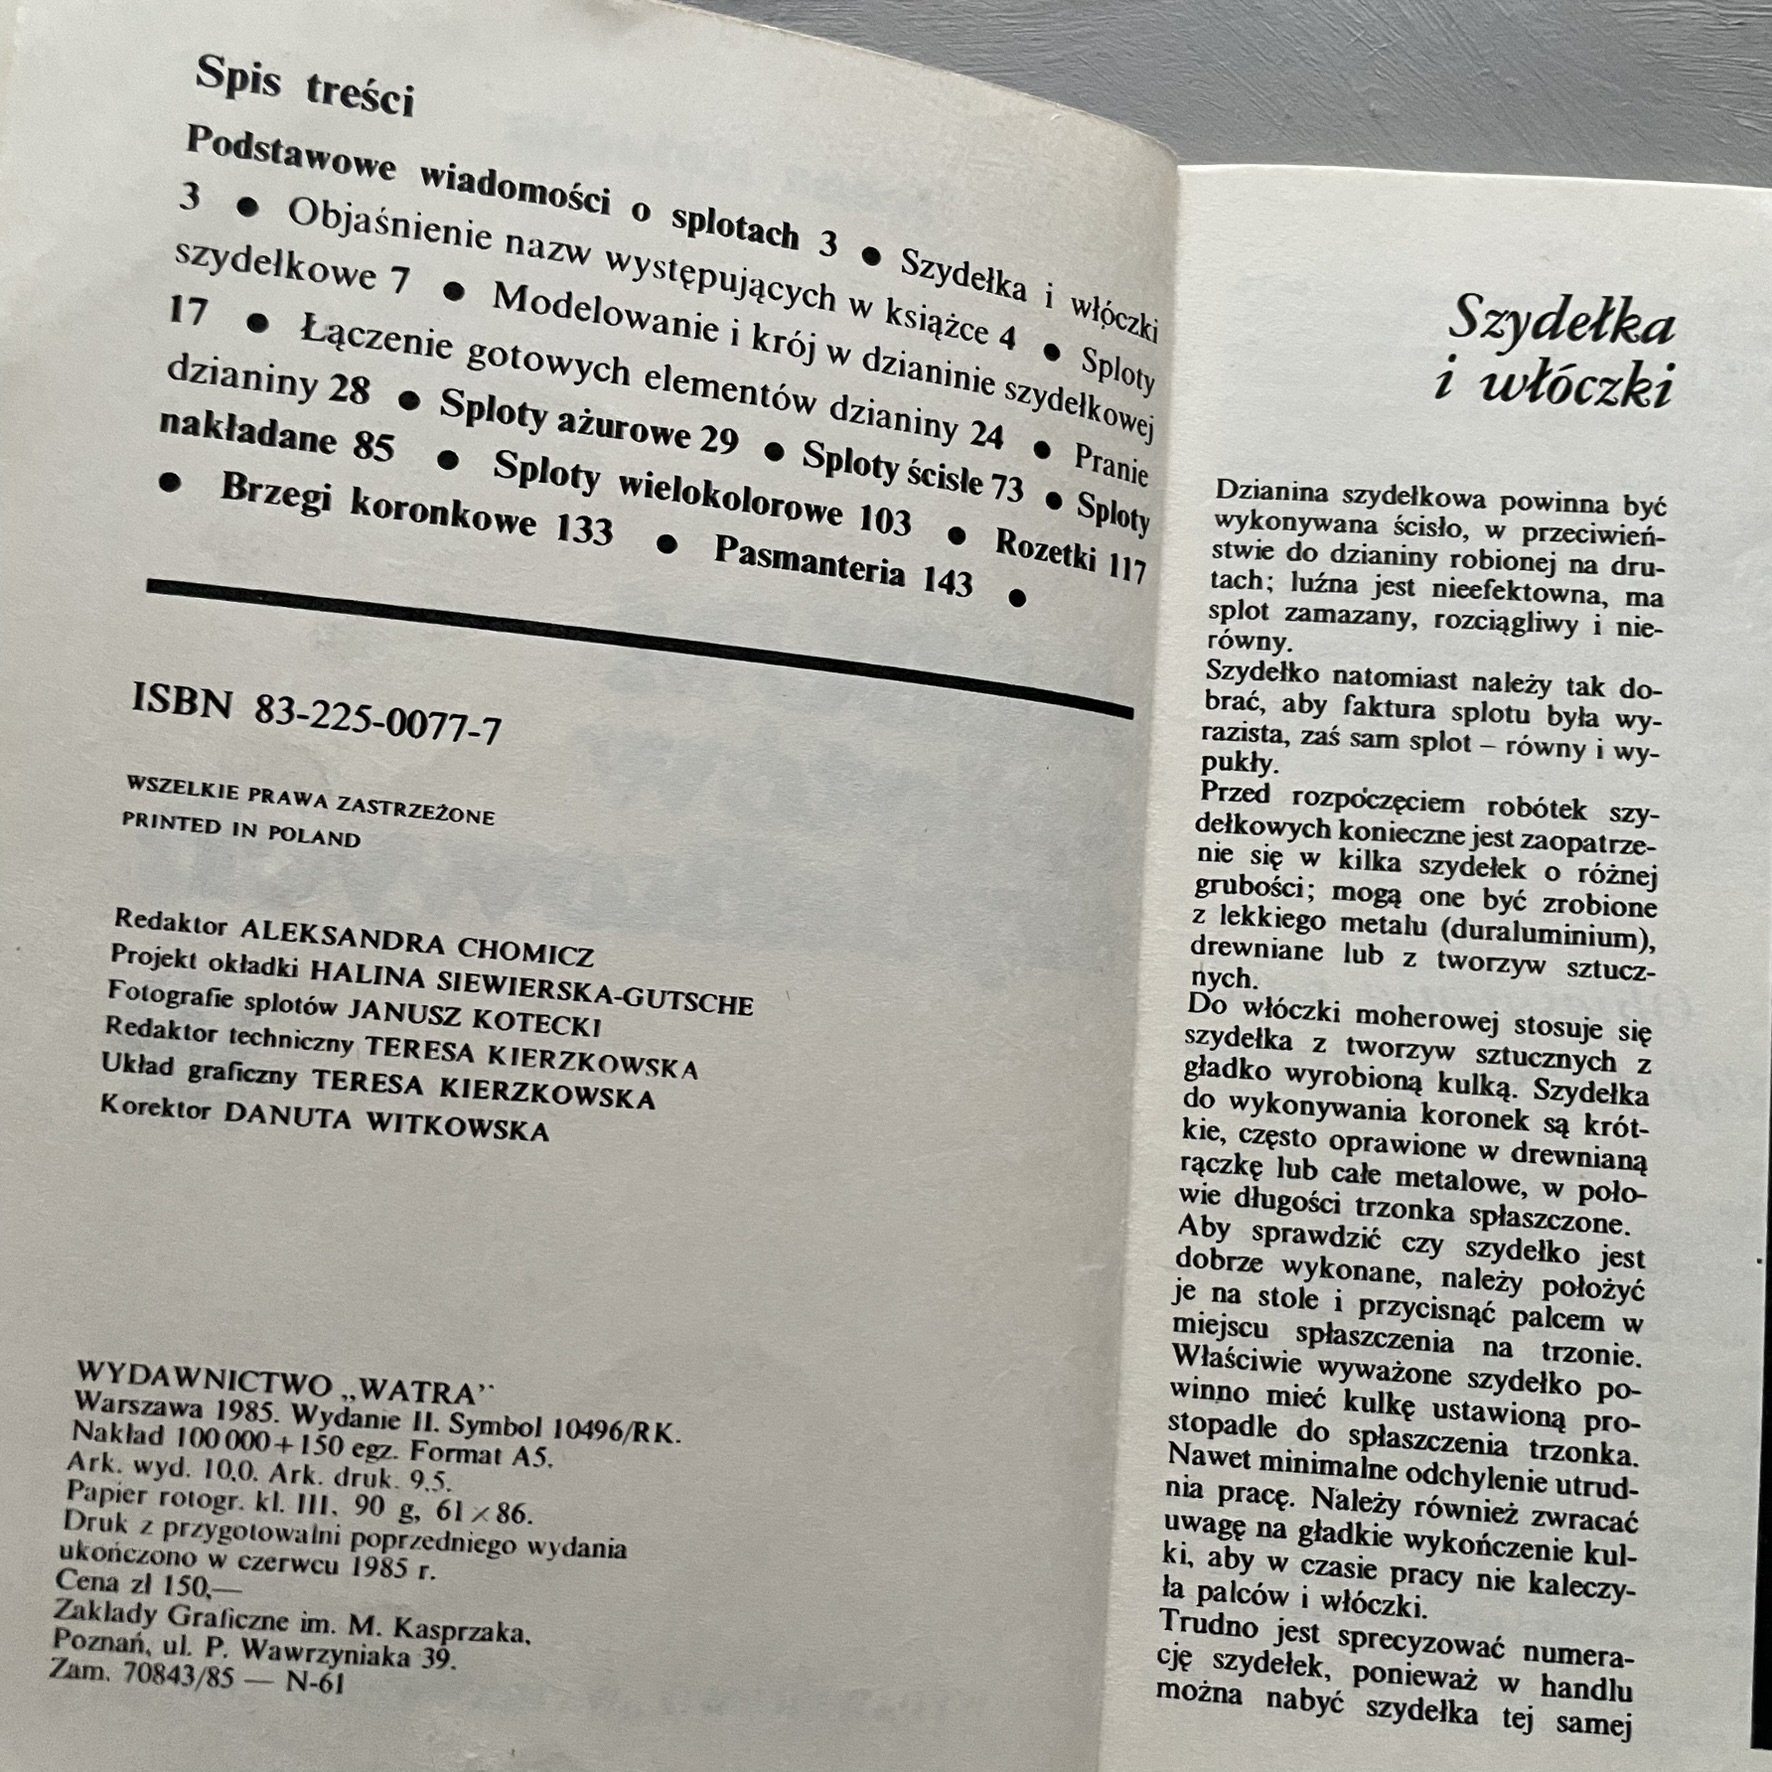 Spis treści
Podstawowe wiadomości o splotach 3 ● Szydełka i włóczki
3 ● Objaśnienie nazw występujących w książce 4 ● Sploty
szydełkowe 7 ● Modelowanie i krój w dzianinie szydełkowej
17 ● Łączenie gotowych elementów dzianiny 24 ● Pranie
dzianiny 28 ● Sploty ażurowe 29 ● Sploty ścisłe 73 ● Sploty
nakładane 85 ● Sploty wielokolorowe 103 ● Rozetki 117
● Brzegi koronkowe 133 ● Pasmanteria 143 ●
ISBN 83-225-0077-7
WSZELKIE PRAWA ZASTRZEŻONE
PRINTED IN POLAND
Redaktor ALEKSANDRA CHOMICZ
Projekt okładki HALINA SIEWIERSKA-GUTSCHE
Fotografie splotów JANUSZ KOTECKI
Redaktor techniczny TERESA KIERZKOWSKA
Układ graficzny TERESA KIERZKOWSKA
Korektor DANUTA WITKOWSKA
WYDAWNICTWO „WATRA”
Warszawa 1985. Wydanie II. Symbol 10496/RK.
Nakład 100 000+150 egz. Format A5.
Ark. wyd. 10,0. Ark. druk. 9,5.
Papier rotogr. kl. III, 90 g, 61×86.
Druk z przygotowalni poprzedniego wydania
ukończono w czerwcu 1985 r.
Cena zł 150,—
Zakłady Graficzne im. M. Kasprzaka,
Poznań, ul. P. Wawrzyniaka 39.
Zam. 70843/85 — N-61
Szydełka
i włóczki
Dzianina szydełkowa powinna być
wykonywana ścisło, w przeciwień-
stwie do dzianiny robionej na dru-
tach; luźna jest nieefektowna, ma
splot zamazany, rozciągliwy i nie-
równy.
Szydełko natomiast należy tak do-
brać, aby faktura splotu była wy-
razista, zaś sam splot – równy i wy-
pukły.
Przed rozpoczęciem robótek szy-
dełkowych konieczne jest zaopatrze-
nie się w kilka szydełek o różnej
grubości; mogą one być zrobione
z lekkiego metalu (duraluminium),
drewniane lub z tworzyw sztucz-
nych.
Do włóczki moherowej stosuje się
szydełka z tworzyw sztucznych z
gładko wyrobioną kulką. Szydełka
do wykonywania koronek są krót-
kie, często oprawione w drewnianą
rączkę lub całe metalowe, w poło-
wie długości trzonka spłaszczone.
Aby sprawdzić czy szydełko jest
dobrze wykonane, należy położyć
je na stole i przycisnąć palcem w
miejscu spłaszczenia na trzonie.
Właściwie wyważone szydełko po-
winno mieć kulkę ustawioną pro-
stopadle do spłaszczenia trzonka.
Nawet minimalne odchylenie utrud-
nia pracę. Należy również zwracać
uwagę na gładkie wykończenie kul-
ki, aby w czasie pracy nie kaleczy-
ła palców i włóczki.
Trudno jest sprecyzować numera-
cję szydełek, ponieważ w handlu
można nabyć szydełka tej samej